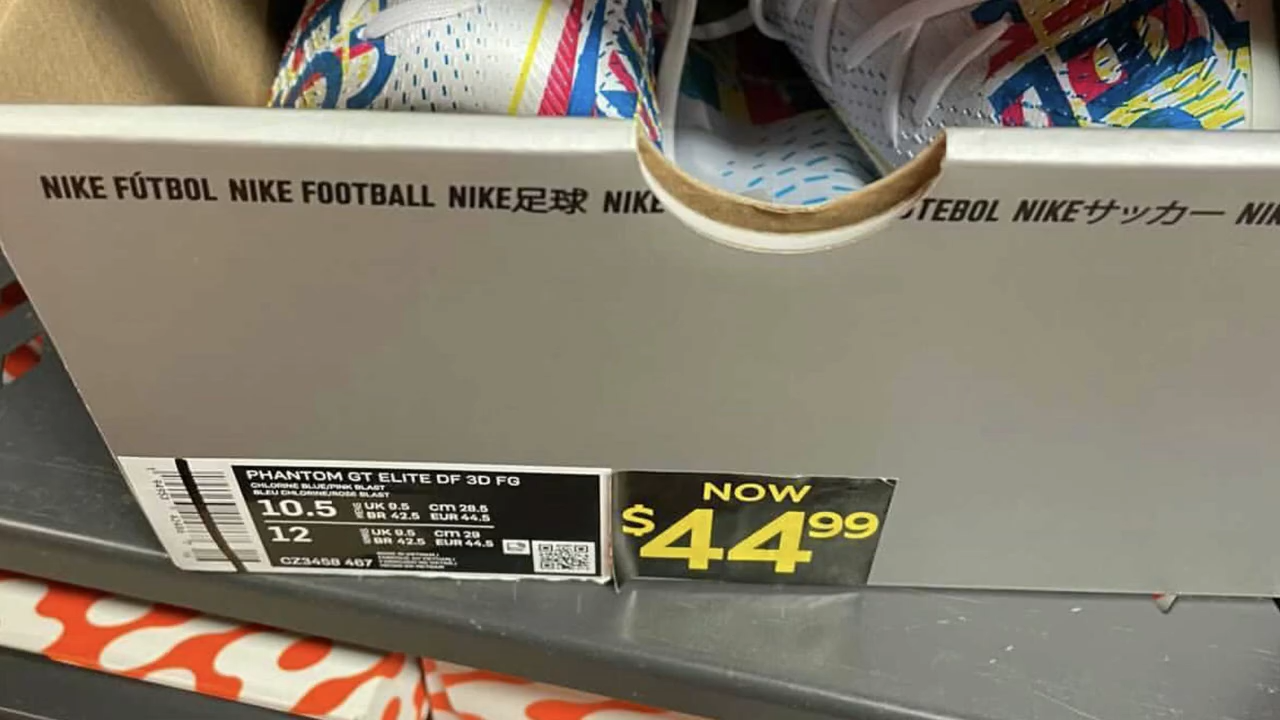 NIKE FÚTBOL NIKE FOOTBALL NIKE足球 NIKE
TEBOL NIKEサッカー NIK
PHANTOM GT ELITE DF 3D FG
CHLORINE BLUE/PINK BLAST
BLEU CHLORINE/ROSE BLAST
10.5 UK 9.5 cm 28.5
BR 42.5 EUR 44.5
12 UK 9.5 cm 29
BR 42.5 EUR 44.5
467
NOW
$44.99